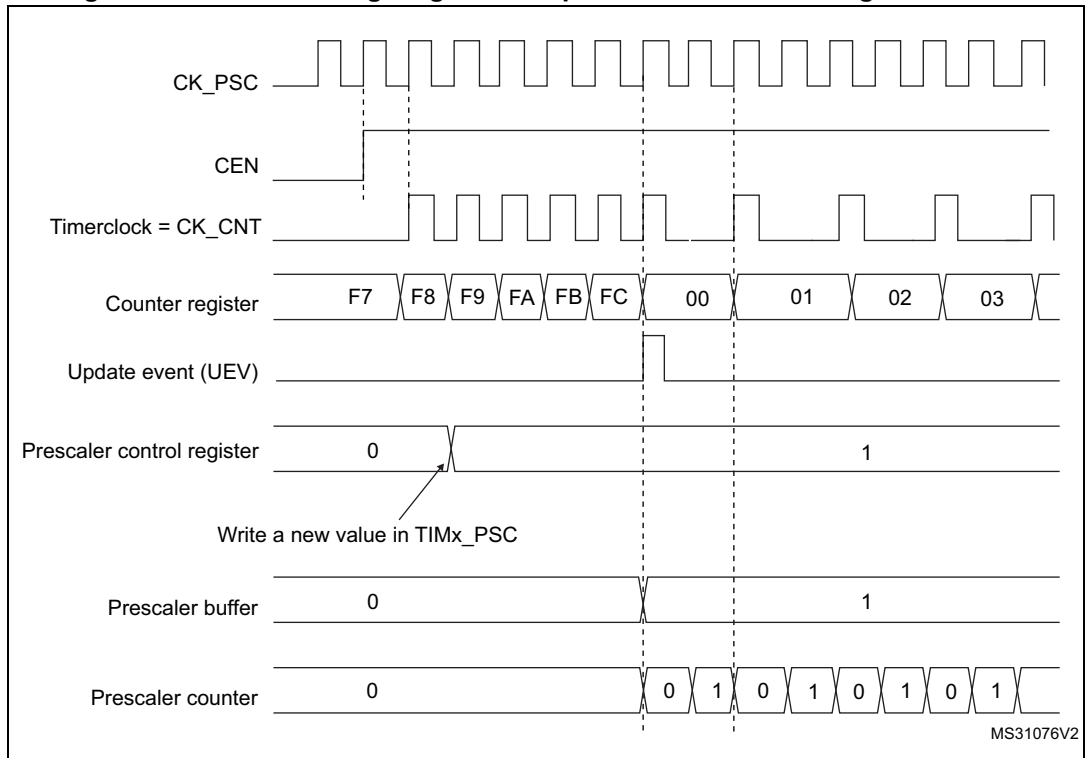 CK_PSC
CEN
Timerclock = CK_CNT
Counter register F7 F8 F9 FA FB FC 00 01 02 03
Update event (UEV)
Prescaler control register 0 1
Write a new value in TIMx_PSC
Prescaler buffer 0 1
Prescaler counter 0 0 1 0 1 0 1 0 1
MS31076V2